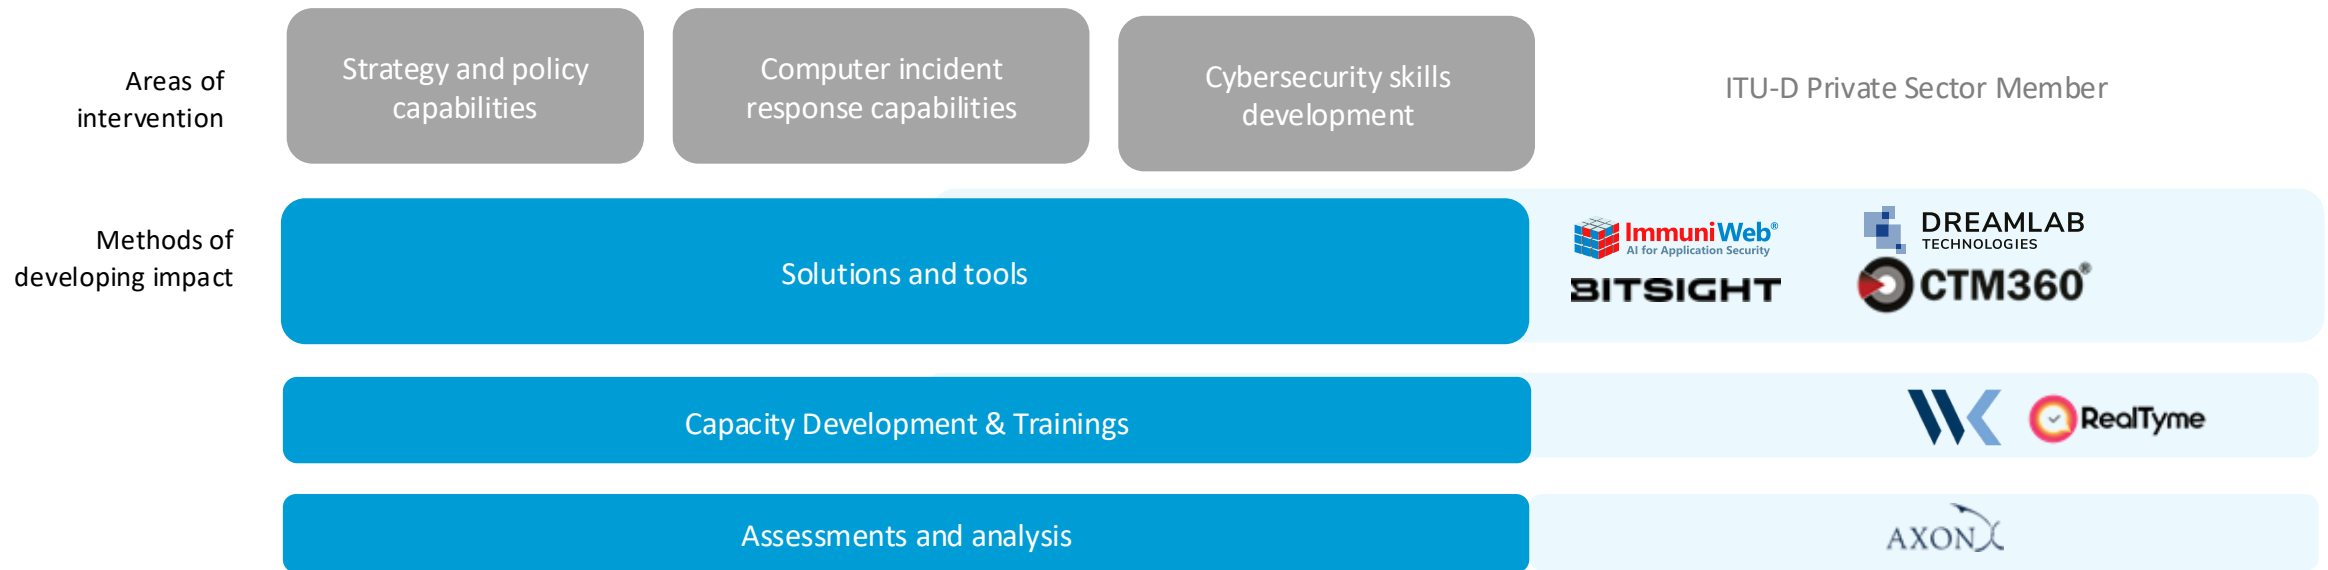 Areas of
intervention
Strategy and policy
capabilities
Computer incident
response capabilities
Cybersecurity skills
development
ITU-D Private Sector Member
Methods of
developing impact
Solutions and tools
ImmuniWeb®
AI for Application Security
DREAMLAB
TECHNOLOGIES
BITSIGHT
CTM360®
Capacity Development & Trainings
WK
RealTyme
Assessments and analysis
AXON